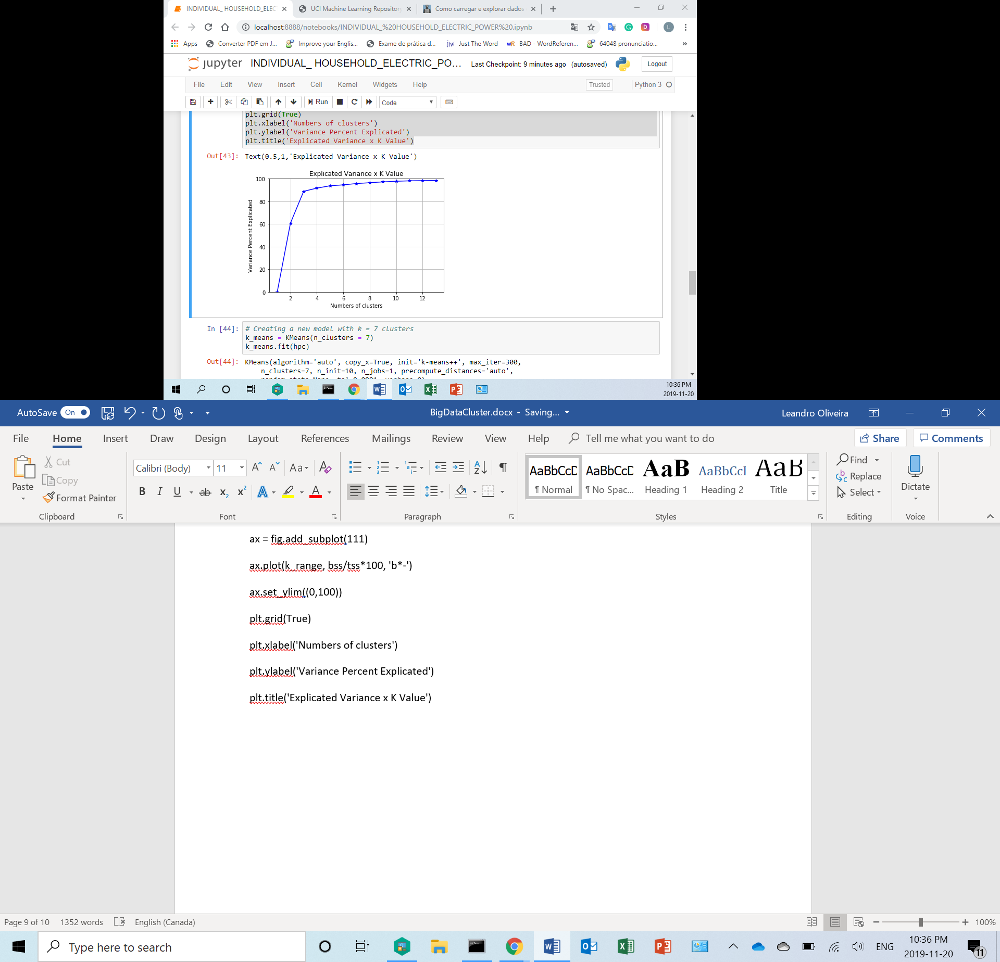 INDIVIDUAL_ HOUSEHOLD_ELEC
UCI Machine Learning Repository
Como carregar e explorar dados
localhost:8888/notebooks/INDIVIDUAL_%20HOUSEHOLD_ELECTRIC_POWER%20.ipynb
Apps
Converter PDF em J...
Improve your Englis...
Exame de prática d...
jtw Just The Word
wR BAD - WordReferen...
64048 pronunciatio...
»
jupyter INDIVIDUAL_ HOUSEHOLD_ELECTRIC_PO... Last Checkpoint: 9 minutes ago (autosaved)
Logout
File Edit View Insert Cell Kernel Widgets Help
Trusted
Python 3
Run
Code
plt.grid(True)
plt.xlabel('Numbers of clusters')
plt.ylabel('Variance Percent Explicated')
plt.title('Explicated Variance x K Value')
Out[43]: Text(0.5,1,'Explicated Variance x K Value')
Explicated Variance x K Value
100
80
60
40
20
0
Variance Percent Explicated
2 4 6 8 10 12
Numbers of clusters
In [44]: # Creating a new model with k = 7 clusters
k_means = KMeans(n_clusters = 7)
k_means.fit(hpc)
Out[44]: KMeans(algorithm='auto', copy_x=True, init='k-means++', max_iter=300,
n_clusters=7, n_init=10, n_jobs=1, precompute_distances='auto',
10:36 PM
2019-11-20
AutoSave On
BigDataCluster.docx - Saving...
Leandro Oliveira
File Home Insert Draw Design Layout References Mailings Review View Help Tell me what you want to do
Share Comments
Paste
Cut
Copy
Format Painter
Clipboard
Calibri (Body) 11
Font
Paragraph
AaBbCcD AaBbCcD AaB AaBbCcI AaB
¶ Normal ¶ No Spac... Heading 1 Heading 2 Title
Styles
Find
Replace
Select
Editing
Dictate
Voice
ax = fig.add_subplot(111)
ax.plot(k_range, bss/tss*100, 'b*-')
ax.set_ylim((0,100))
plt.grid(True)
plt.xlabel('Numbers of clusters')
plt.ylabel('Variance Percent Explicated')
plt.title('Explicated Variance x K Value')
Page 9 of 10 1352 words English (Canada)
100%
Type here to search
ENG
10:36 PM
2019-11-20
11